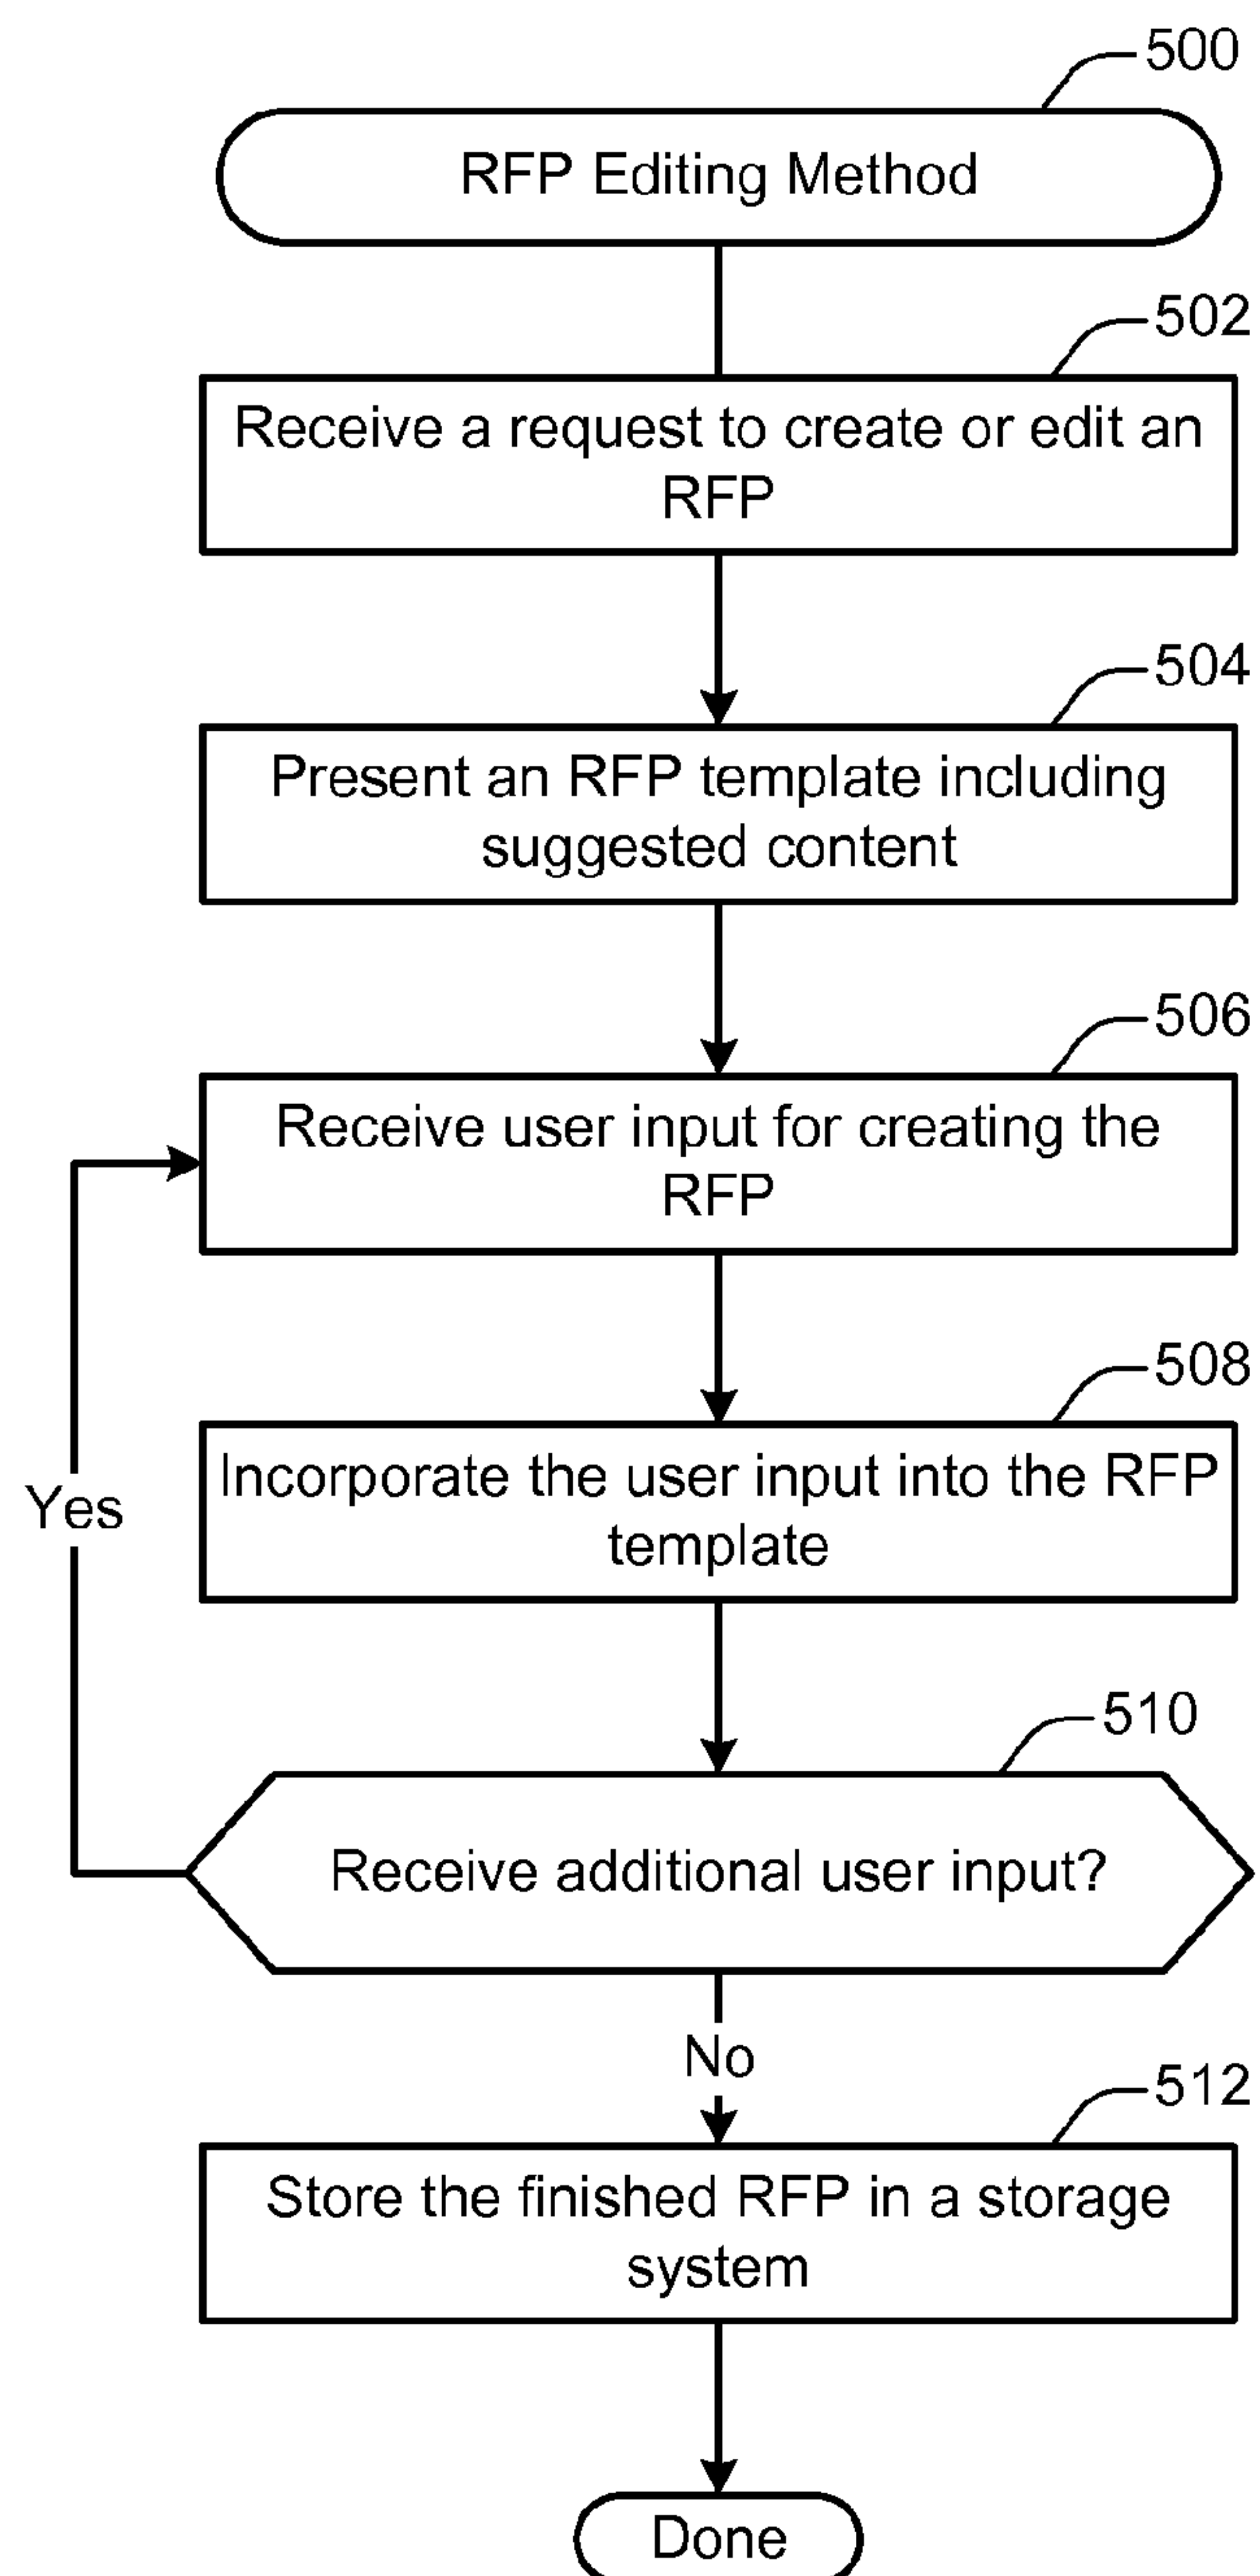 500
RFP Editing Method
502
Receive a request to create or edit an
RFP
504
Present an RFP template including
suggested content
506
Receive user input for creating the
RFP
508
Incorporate the user input into the RFP
template
Yes
510
Receive additional user input?
No
512
Store the finished RFP in a storage
system
Done